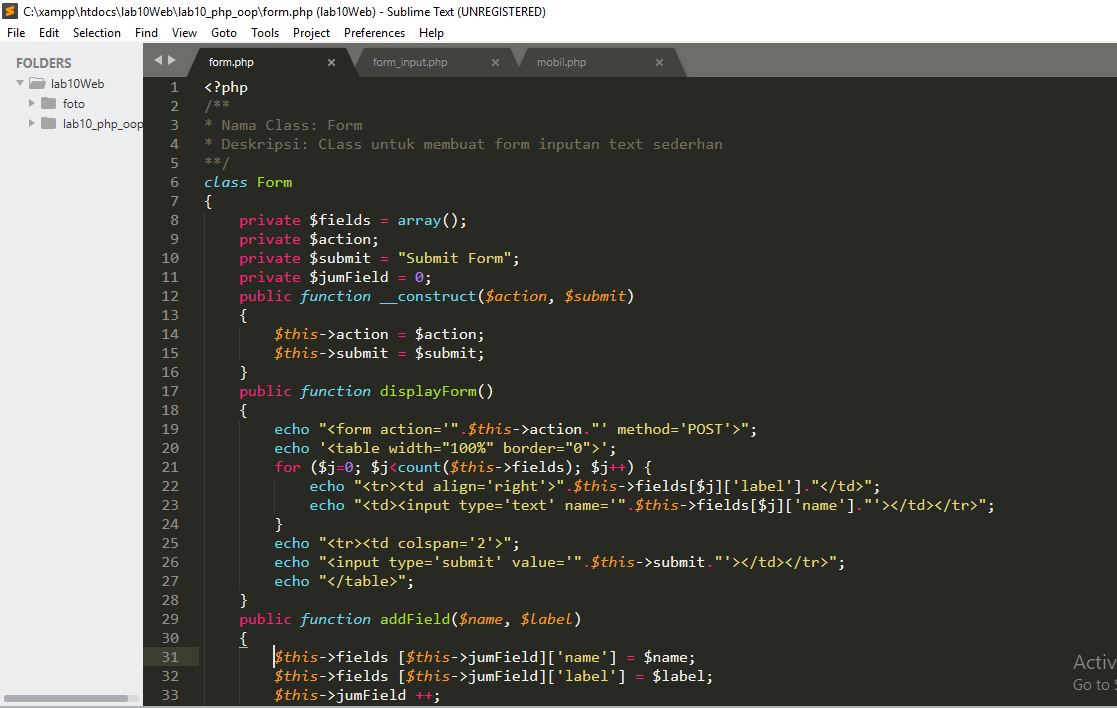 C:\xampp\htdocs\lab10Web\lab10_php_oop\form.php (lab10Web) - Sublime Text (UNREGISTERED)
File Edit Selection Find View Goto Tools Project Preferences Help
FOLDERS
lab10Web
foto
lab10_php_oop
form.php × form_input.php × mobil.php ×
1 <?php
2 /**
3 * Nama Class: Form
4 * Deskripsi: CLass untuk membuat form inputan text sederhan
5 **/
6 class Form
7 {
8     private $fields = array();
9     private $action;
10     private $submit = "Submit Form";
11     private $jumField = 0;
12     public function __construct($action, $submit)
13     {
14         $this->action = $action;
15         $this->submit = $submit;
16     }
17     public function displayForm()
18     {
19         echo "<form action='".$this->action."' method='POST'>";
20         echo '<table width="100%" border="0">';
21         for ($j=0; $j<count($this->fields); $j++) {
22             echo "<tr><td align='right'>".$this->fields[$j]['label']."</td>";
23             echo "<td><input type='text' name='".$this->fields[$j]['name']."'></td></tr>";
24         }
25         echo "<tr><td colspan='2'>";
26         echo "<input type='submit' value='".$this->submit."'></td></tr>";
27         echo "</table>";
28     }
29     public function addField($name, $label)
30     {
31         $this->fields [$this->jumField]['name'] = $name;
32         $this->fields [$this->jumField]['label'] = $label;
33         $this->jumField ++;
Activ
Go to S